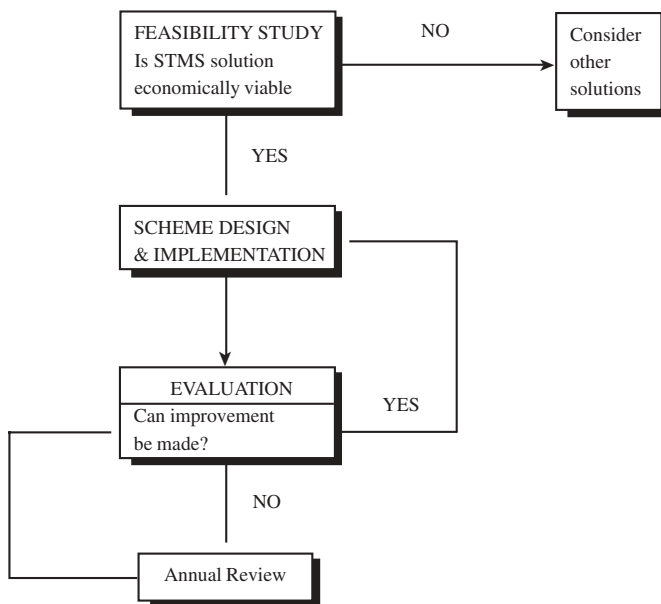 FEASIBILITY STUDY
Is STMS solution
economically viable
NO
Consider
other
solutions
YES
SCHEME DESIGN
& IMPLEMENTATION
EVALUATION
Can improvement
be made?
YES
NO
Annual Review